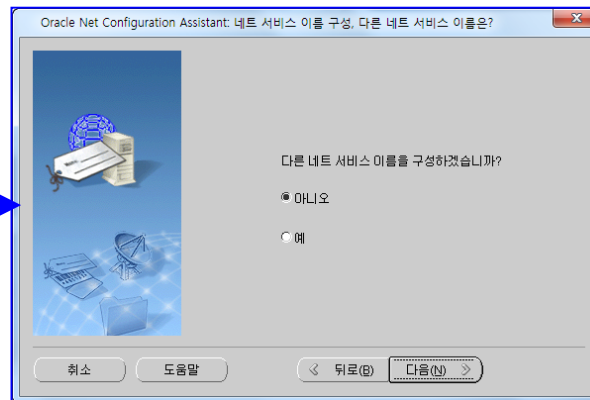 Oracle Net Configuration Assistant: 네트 서비스 이름 구성, 다른 네트 서비스 이름은?
다른 네트 서비스 이름을 구성하겠습니까?
아니오
예
취소
도움말
뒤로(B)
다음(N)